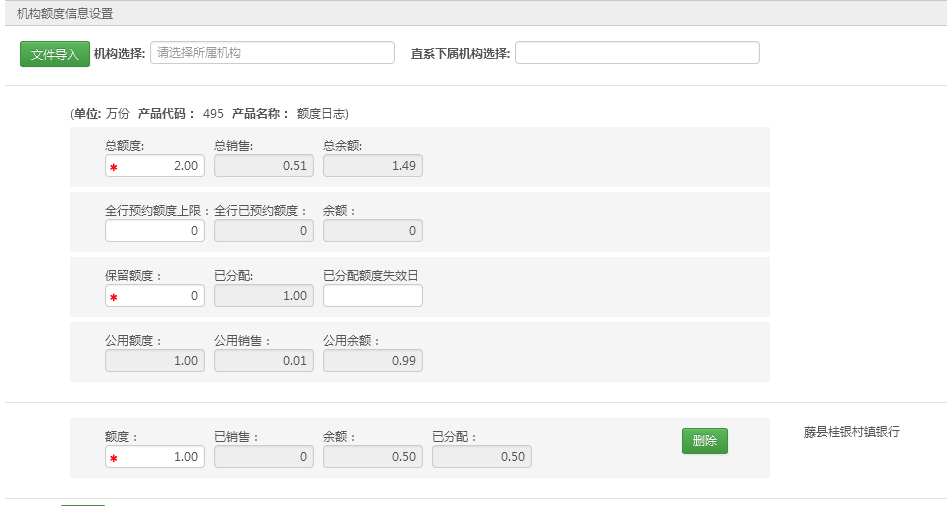 机构额度信息设置
文件导入 机构选择: 请选择所属机构 直系下属机构选择:
(单位: 万份 产品代码： 495 产品名称： 额度日志)
总额度: 总销售: 总余额:
* 2.00 0.51 1.49
全行预约额度上限： 全行已预约额度： 余额：
0 0 0
保留额度： 已分配: 已分配额度失效日
* 0 1.00
公用额度： 公用销售： 公用余额：
1.00 0.01 0.99
额度： 已销售： 余额： 已分配： 删除 藤县桂银村镇银行
* 1.00 0 0.50 0.50